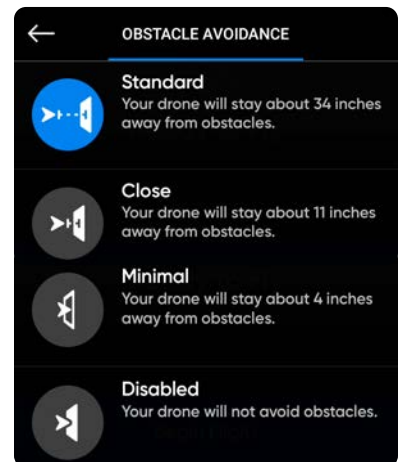 OBSTACLE AVOIDANCE
Standard
Your drone will stay about 34 inches
away from obstacles.
Close
Your drone will stay about 11 inches
away from obstacles.
Minimal
Your drone will stay about 4 inches
away from obstacles.
Disabled
Your drone will not avoid obstacles.